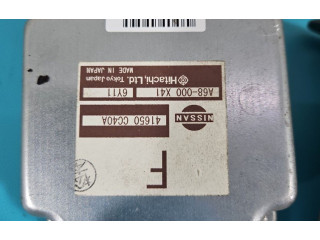 F
NISSAN
41650 CC40A
A68-000 X41 6Y11
Hitachi, Ltd. Tokyo Japan
MADE IN JAPAN